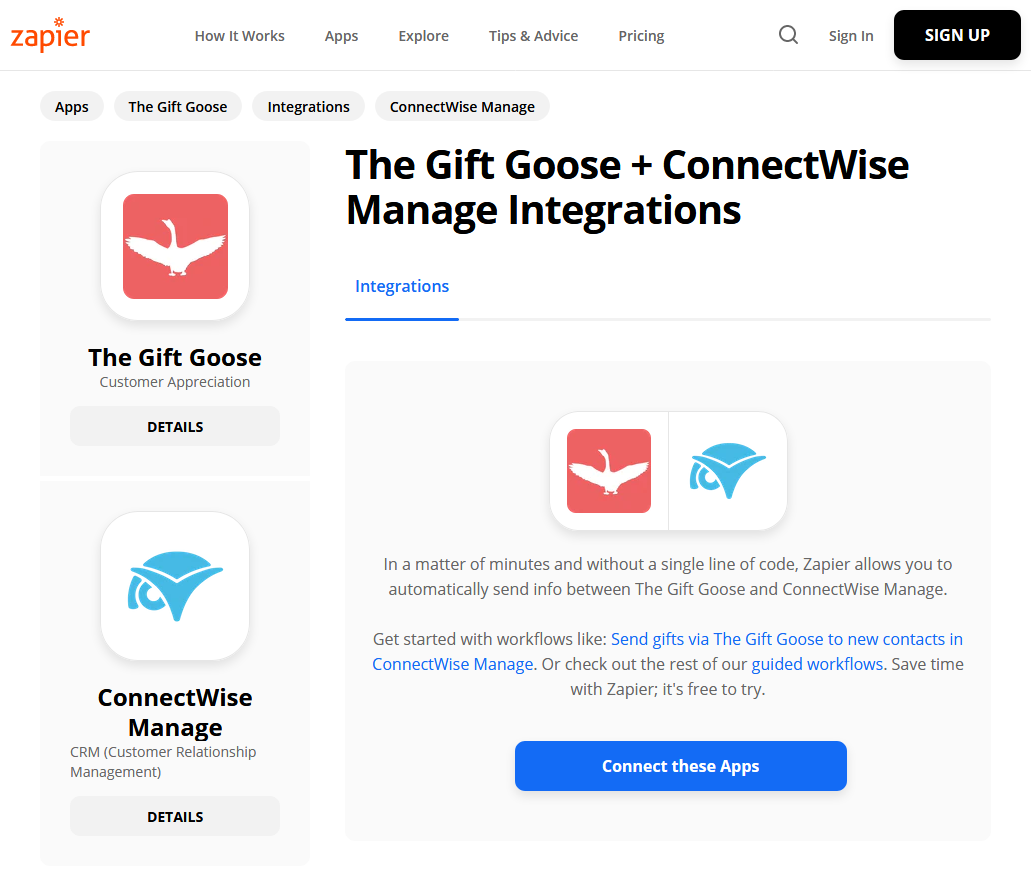 zapier
How It Works
Apps
Explore
Tips & Advice
Pricing
Sign In
SIGN UP
Apps
The Gift Goose
Integrations
ConnectWise Manage
The Gift Goose
Customer Appreciation
DETAILS
ConnectWise
Manage
CRM (Customer Relationship
Management)
DETAILS
The Gift Goose + ConnectWise
Manage Integrations
Integrations
In a matter of minutes and without a single line of code, Zapier allows you to
automatically send info between The Gift Goose and ConnectWise Manage.
Get started with workflows like: Send gifts via The Gift Goose to new contacts in
ConnectWise Manage. Or check out the rest of our guided workflows. Save time
with Zapier; it's free to try.
Connect these Apps